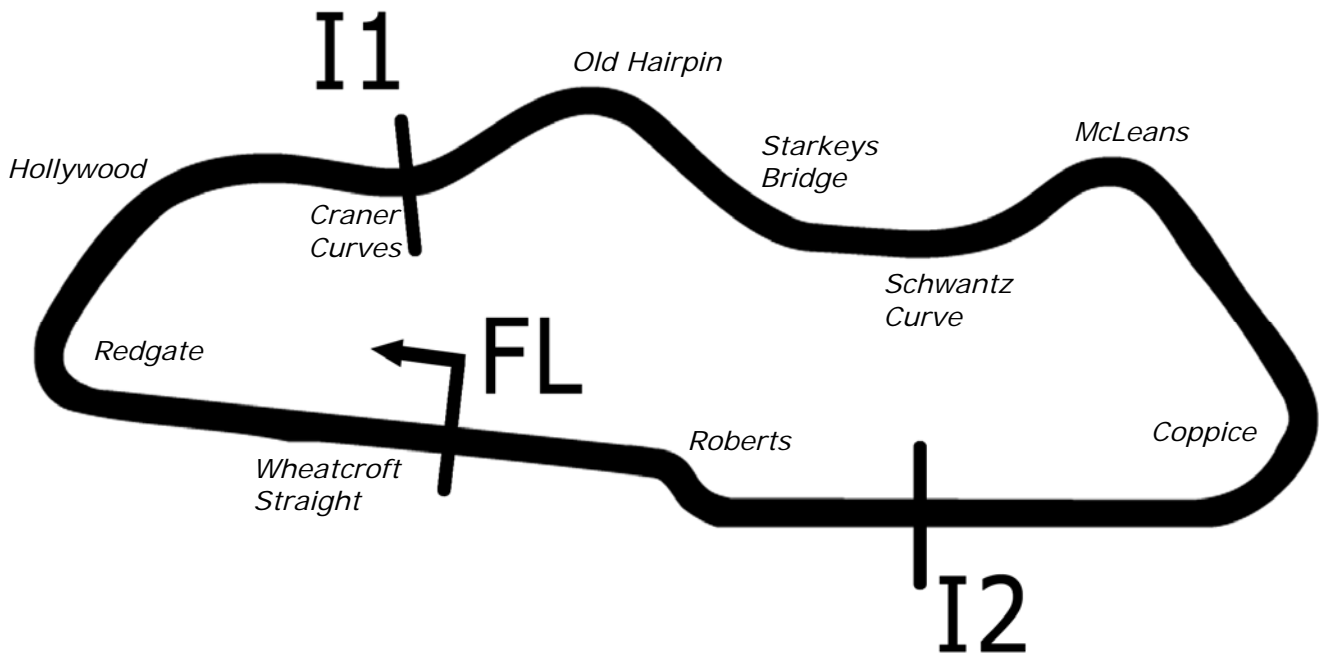 I1
Old Hairpin
McLeans
Starkeys
Bridge
Hollywood
Craner
Curves
Schwantz
Curve
Redgate
FL
Roberts
Coppice
Wheatcroft
Straight
I2